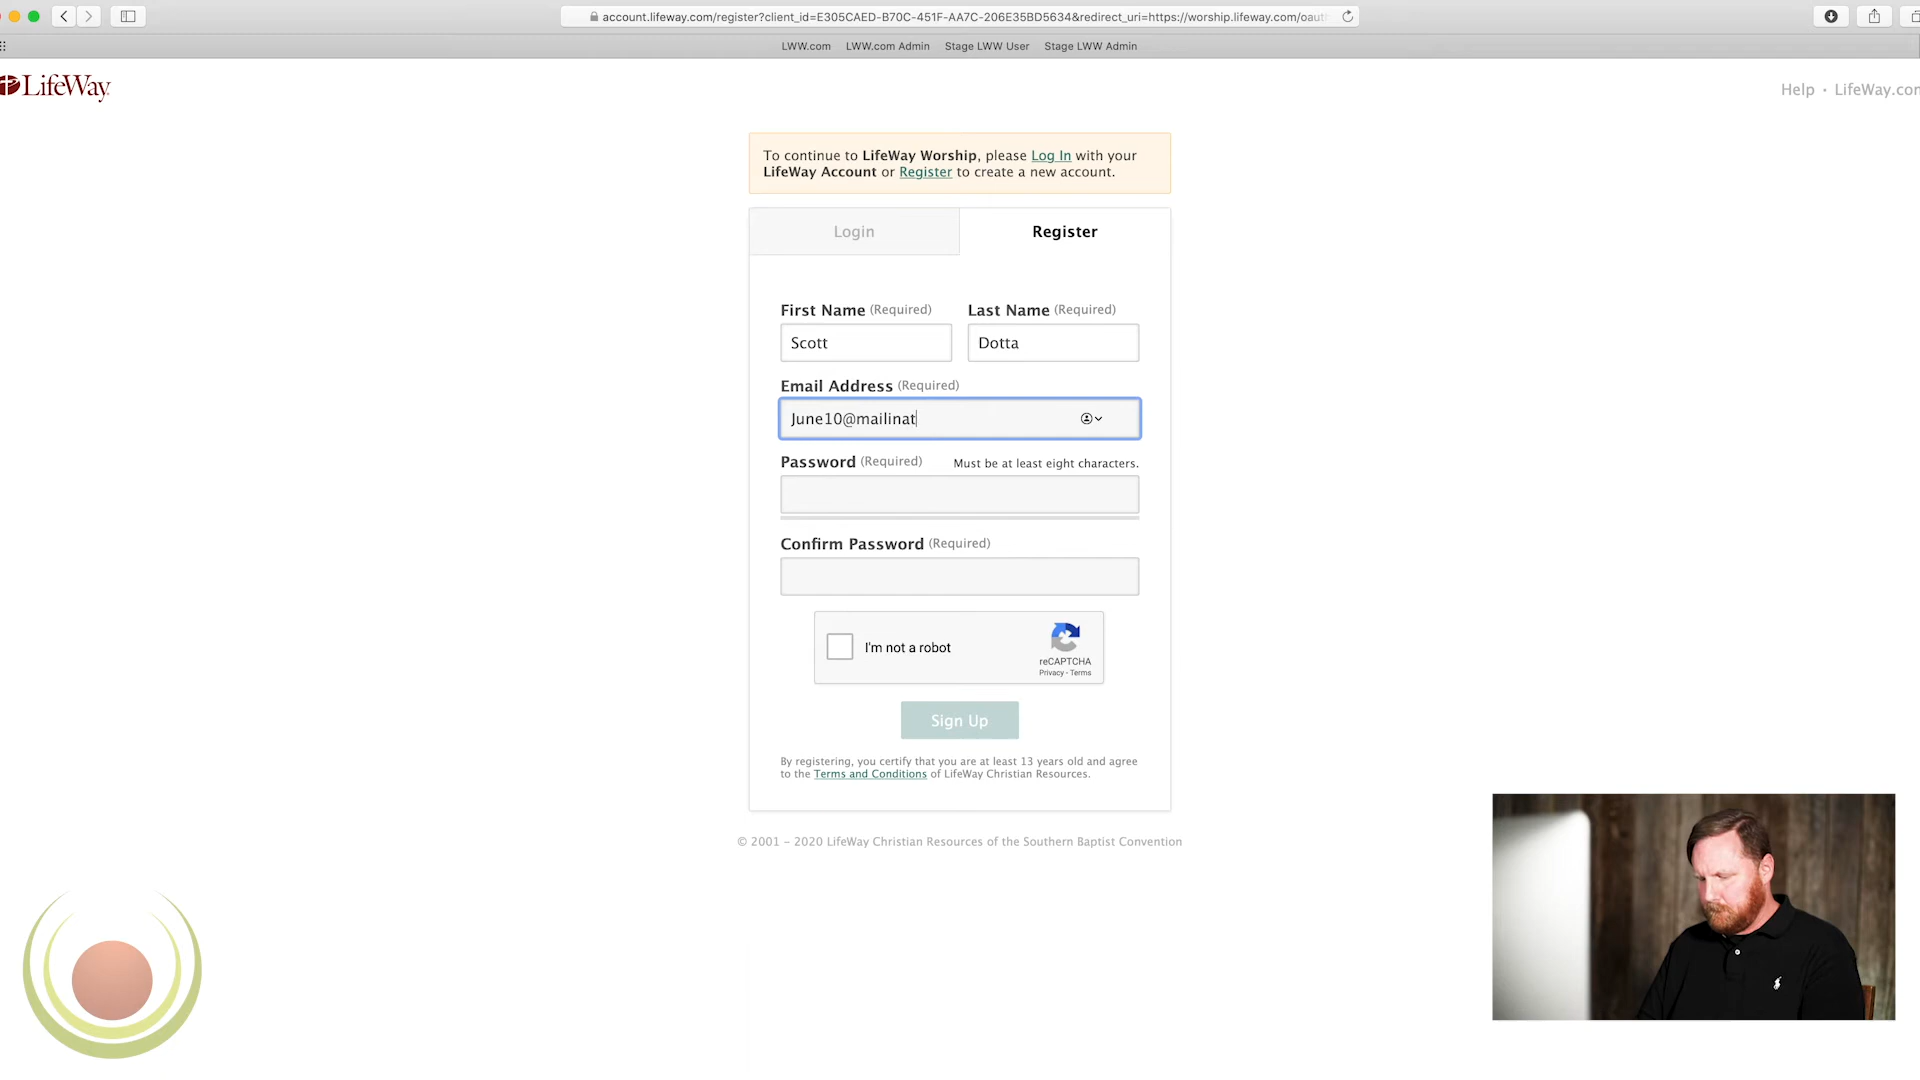 account.lifeway.com/register?client_id=E305CAED-B70C-451F-AA7C-206E35BD5634&redirect_uri=https://worship.lifeway.com/oaut
LWW.com LWW.com Admin Stage LWW User Stage LWW Admin
LifeWay
Help · LifeWay.com
To continue to LifeWay Worship, please Log In with your
LifeWay Account or Register to create a new account.
Login Register
First Name (Required) Last Name (Required)
Scott Dotta
Email Address (Required)
June10@mailinat
Password (Required) Must be at least eight characters.
Confirm Password (Required)
I'm not a robot
reCAPTCHA
Privacy - Terms
Sign Up
By registering, you certify that you are at least 13 years old and agree
to the Terms and Conditions of LifeWay Christian Resources.
© 2001 – 2020 LifeWay Christian Resources of the Southern Baptist Convention